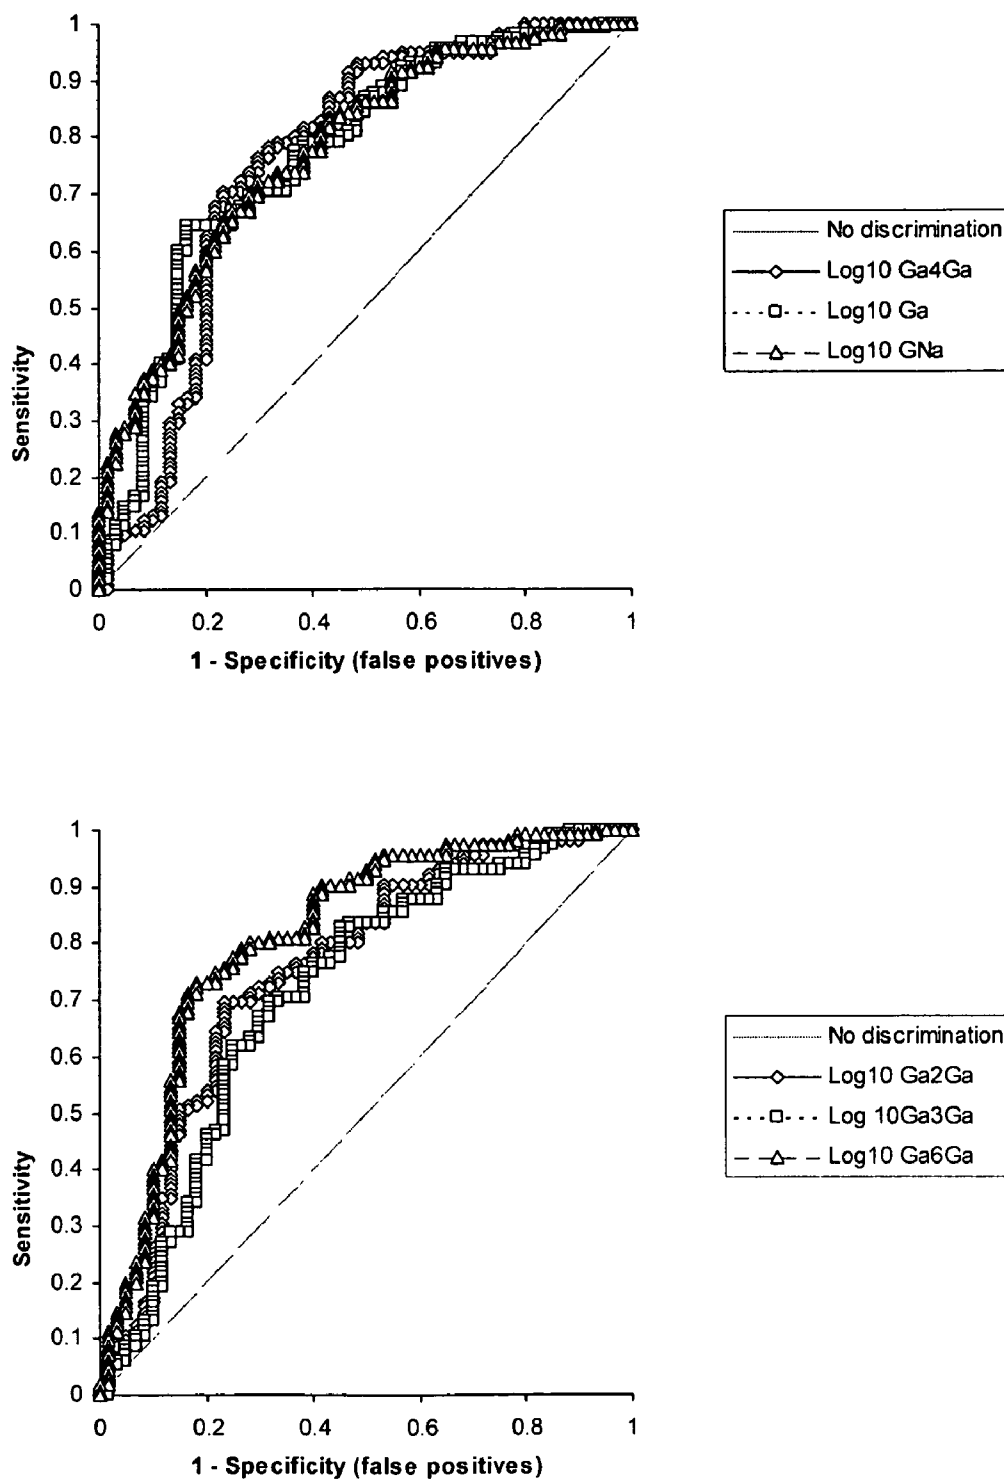 1
0.9
0.8
0.7
0.6
0.5
0.4
0.3
0.2
0.1
0
Sensitivity
0 0.2 0.4 0.6 0.8 1
1 - Specificity (false positives)
No discrimination
Log10 Ga4Ga
Log10 Ga
Log10 GNa
1
0.9
0.8
0.7
0.6
0.5
0.4
0.3
0.2
0.1
0
Sensitivity
0 0.2 0.4 0.6 0.8 1
1 - Specificity (false positives)
No discrimination
Log10 Ga2Ga
Log 10Ga3Ga
Log10 Ga6Ga